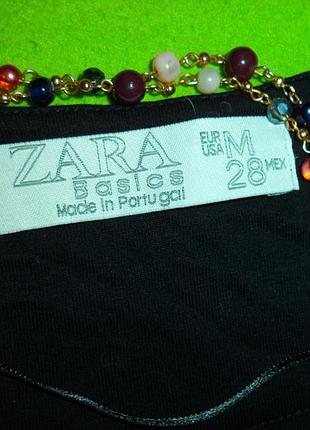 ZARA
Basics
Made in Portugal
EUR M
USA
28 MEX